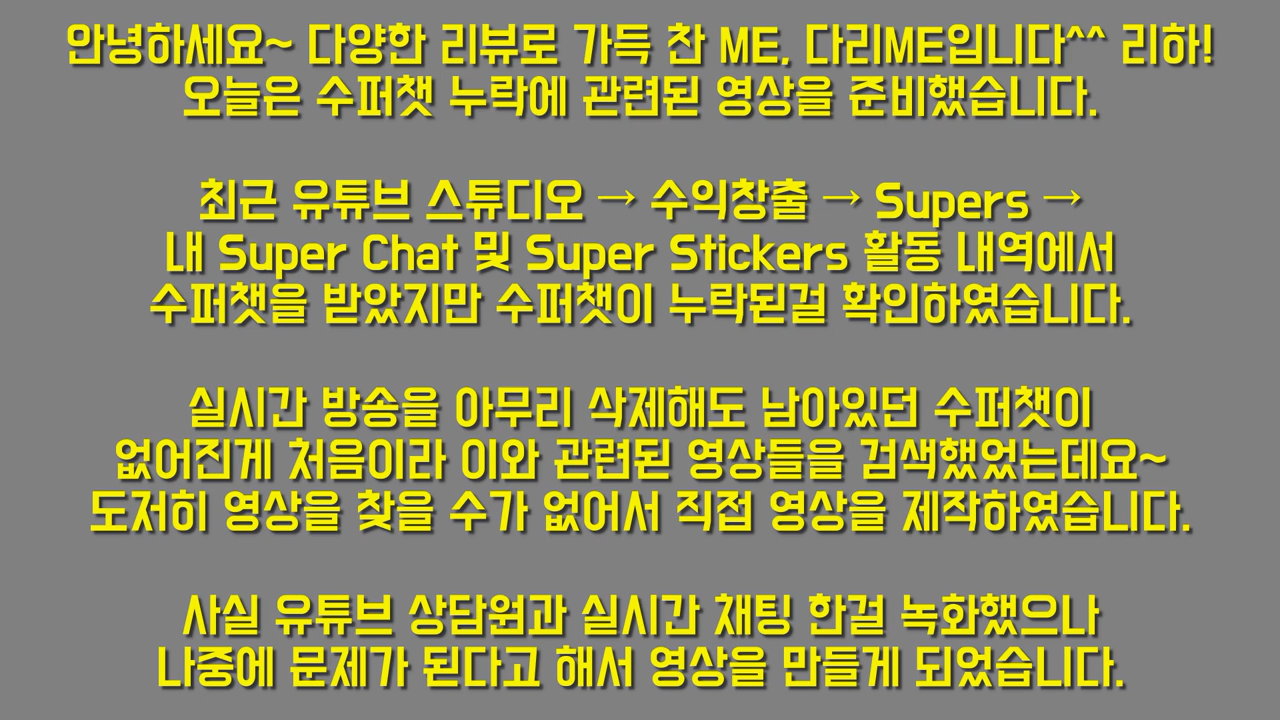 안녕하세요~ 다양한 리뷰로 가득 찬 ME, 다리ME입니다^^ 리하!
오늘은 수퍼챗 누락에 관련된 영상을 준비했습니다.
최근 유튜브 스튜디오 → 수익창출 → Supers →
내 Super Chat 및 Super Stickers 활동 내역에서
수퍼챗을 받았지만 수퍼챗이 누락된걸 확인하였습니다.
실시간 방송을 아무리 삭제해도 남아있던 수퍼챗이
없어진게 처음이라 이와 관련된 영상들을 검색했었는데요~
도저히 영상을 찾을 수가 없어서 직접 영상을 제작하였습니다.
사실 유튜브 상담원과 실시간 채팅 한걸 녹화했으나
나중에 문제가 된다고 해서 영상을 만들게 되었습니다.